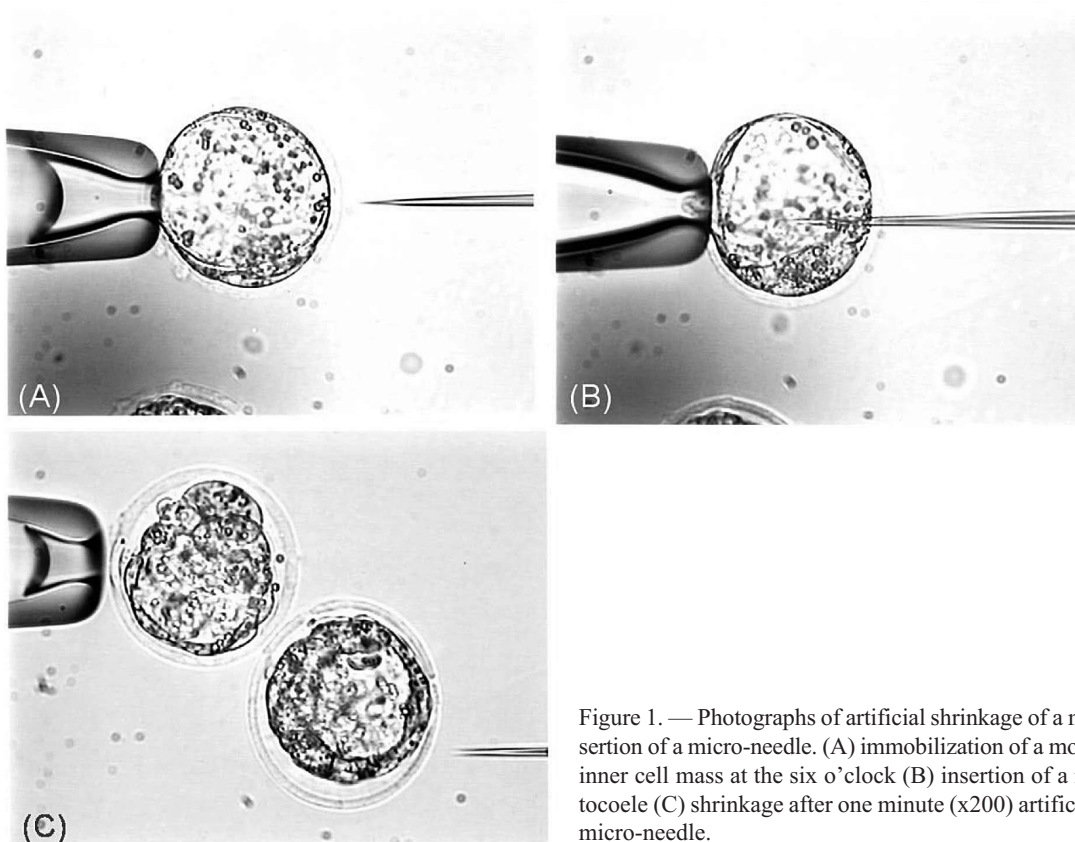 (A)
(B)
(C)
Figure 1. — Photographs of artificial shrinkage of a
sertion of a micro-needle. (A) immobilization of a
inner cell mass at the six o’clock (B) insertion of a
tocoele (C) shrinkage after one minute (x200)
micro-needle.